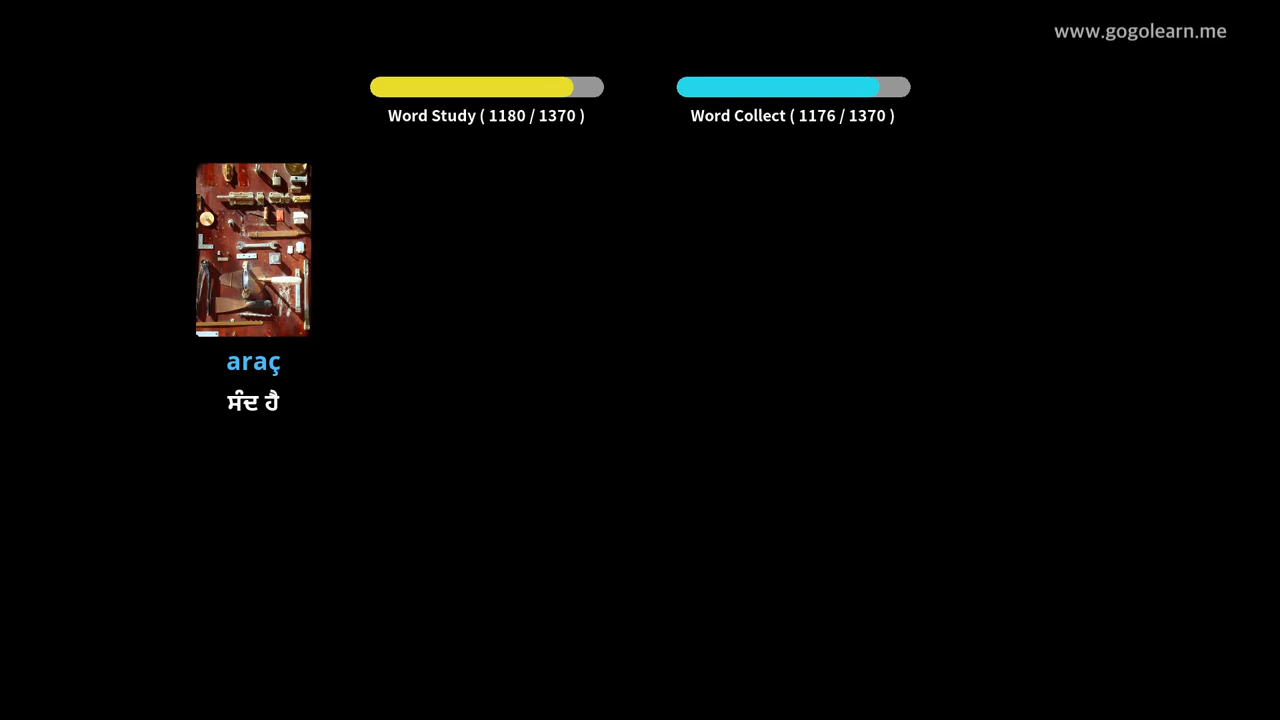 www.gogolearn.me
Word Study ( 1180 / 1370 )
Word Collect ( 1176 / 1370 )
araç
ਸੰਦ ਹੈ